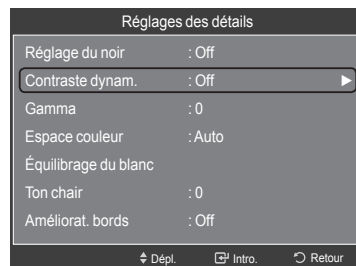 Réglages des détails
Réglage du noir : Off
Contraste dynam. : Off
Gamma : 0
Espace couleur : Auto
Équilibrage du blanc
Ton chair : 0
Améliorat. bords : Off
Dépl. Intro. Retour